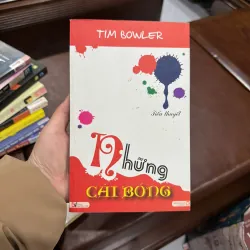 TIM BOWLER
Tiểu thuyết
Những
CÁI BÓNG